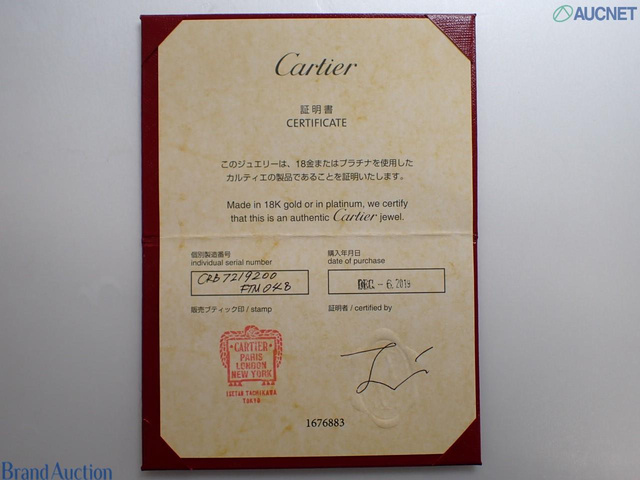 AUCNET
Cartier
証明書
CERTIFICATE
このジュエリーは、18金またはプラチナを使用した
カルティエの製品であることを証明いたします。
Made in 18K gold or in platinum, we certify
that this is an authentic Cartier jewel.
個別製造番号
individual serial number
CRB7219200
FTM048
購入年月日
date of purchase
DEC - 6. 2019
販売ブティック印 / stamp
証明者 / certified by
CARTIER
PARIS
LONDON
NEW YORK
ISETAN TACHIKAWA
TOKYO
1676883
Brand Auction